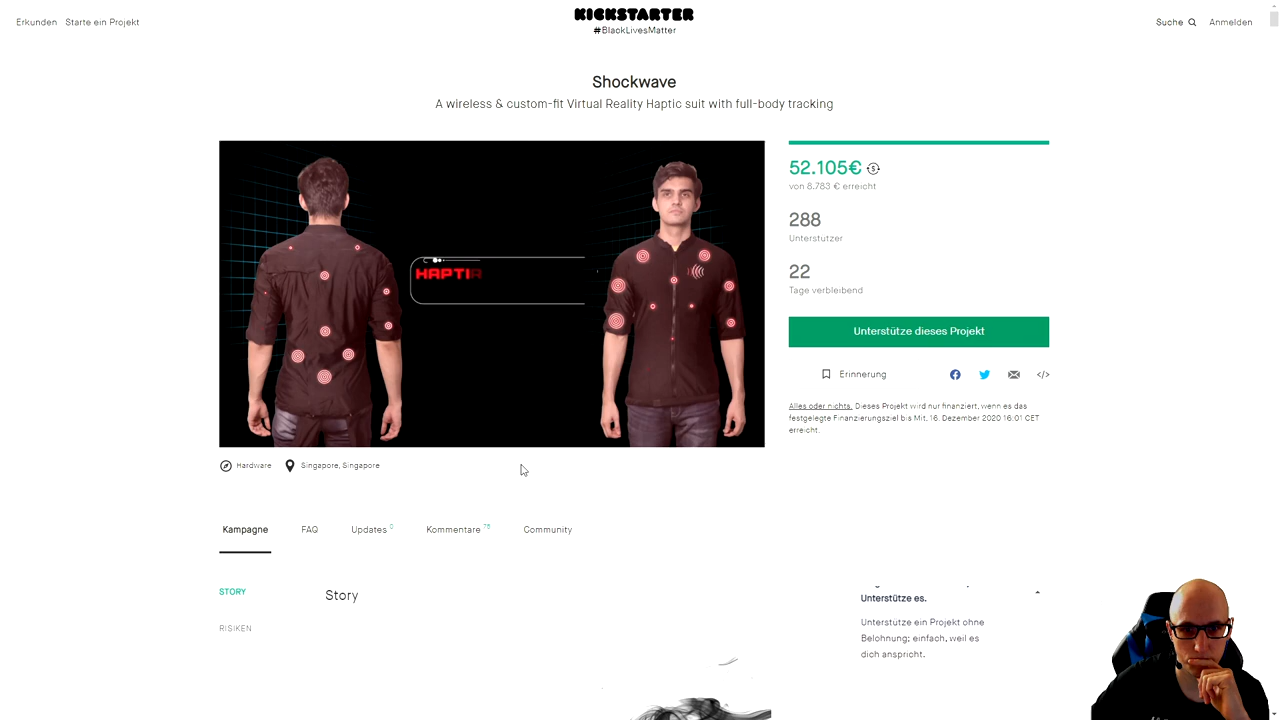 Erkunden Starte ein Projekt
KICKSTARTER
#BlackLivesMatter
Suche
Anmelden
Shockwave
A wireless & custom-fit Virtual Reality Haptic suit with full-body tracking
HAPTI
52.105€
von 8.783 € erreicht
288
Unterstützer
22
Tage verbleibend
Unterstütze dieses Projekt
Erinnerung
Alles oder nichts. Dieses Projekt wird nur finanziert, wenn es das
festgelegte Finanzierungsziel bis Mit, 16. Dezember 2020 16:01 CET
erreicht.
Hardware
Singapore, Singapore
Kampagne FAQ Updates 0 Kommentare 78 Community
STORY
RISIKEN
Story
Unterstütze es.
Unterstütze ein Projekt ohne
Belohnung; einfach, weil es
dich anspricht.